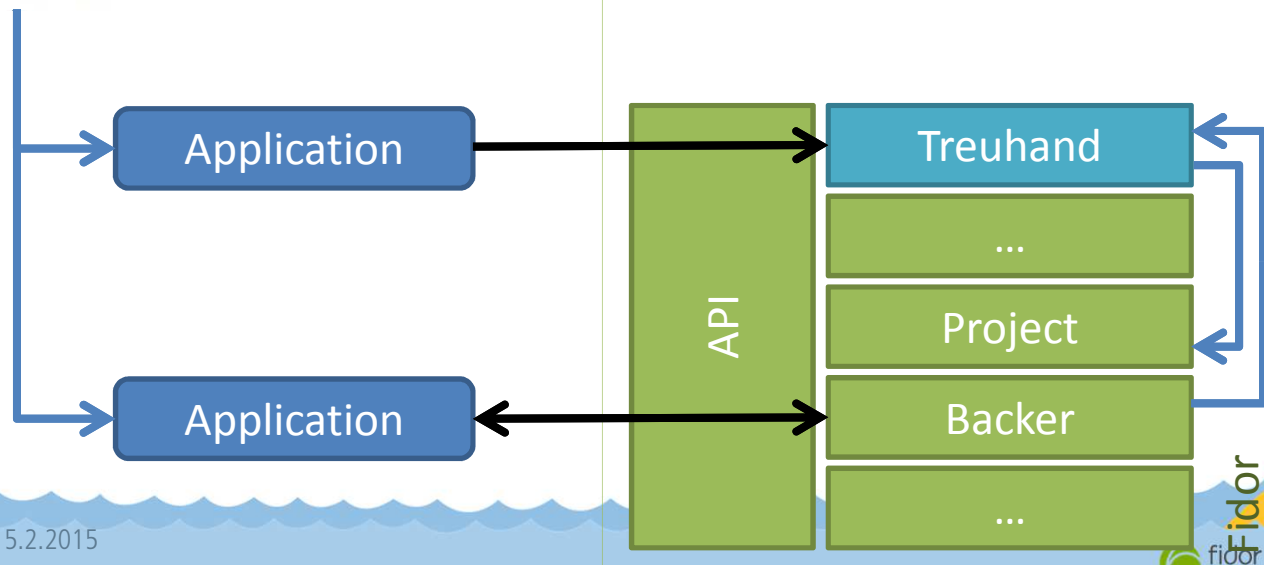 Application
Treuhand
...
API
Project
Application
Backer
...
Fidor
5.2.2015
fidor